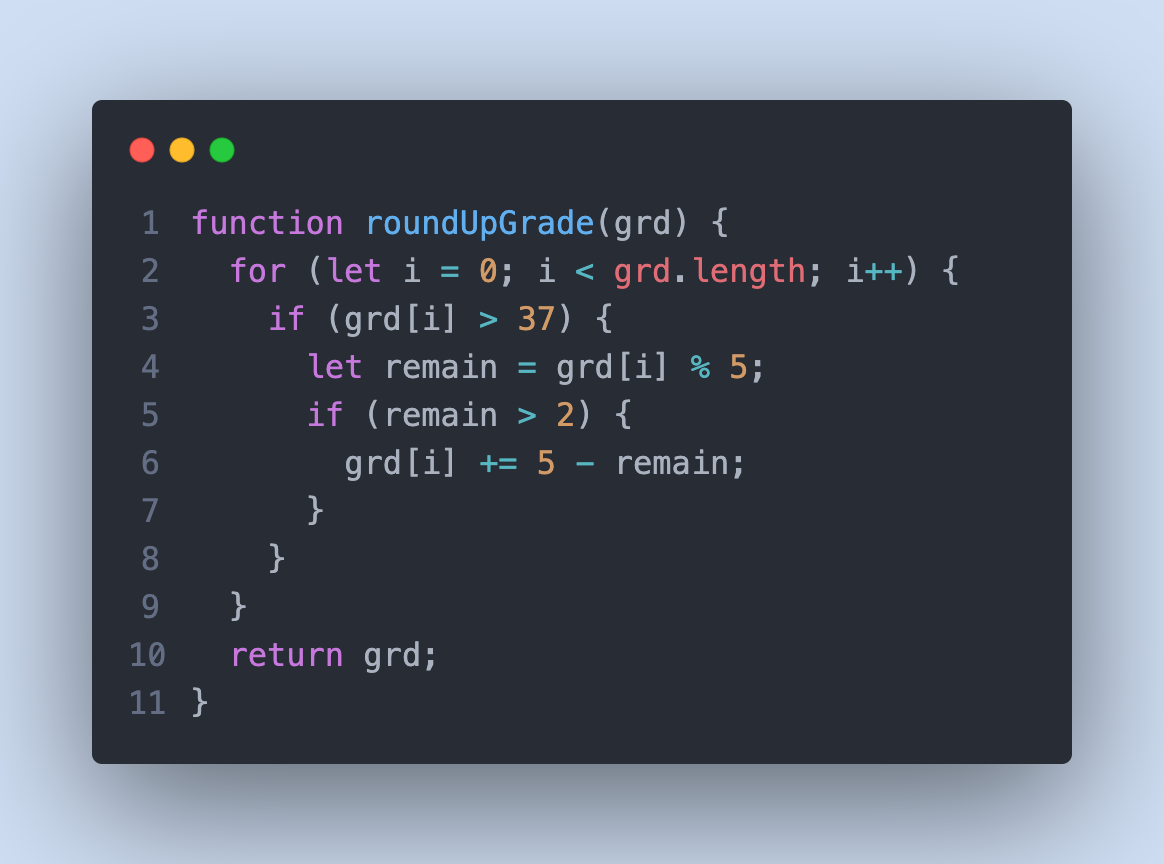 1 function roundUpGrade(grd) {
2   for (let i = 0; i < grd.length; i++) {
3     if (grd[i] > 37) {
4       let remain = grd[i] % 5;
5       if (remain > 2) {
6         grd[i] += 5 - remain;
7       }
8     }
9   }
10   return grd;
11 }